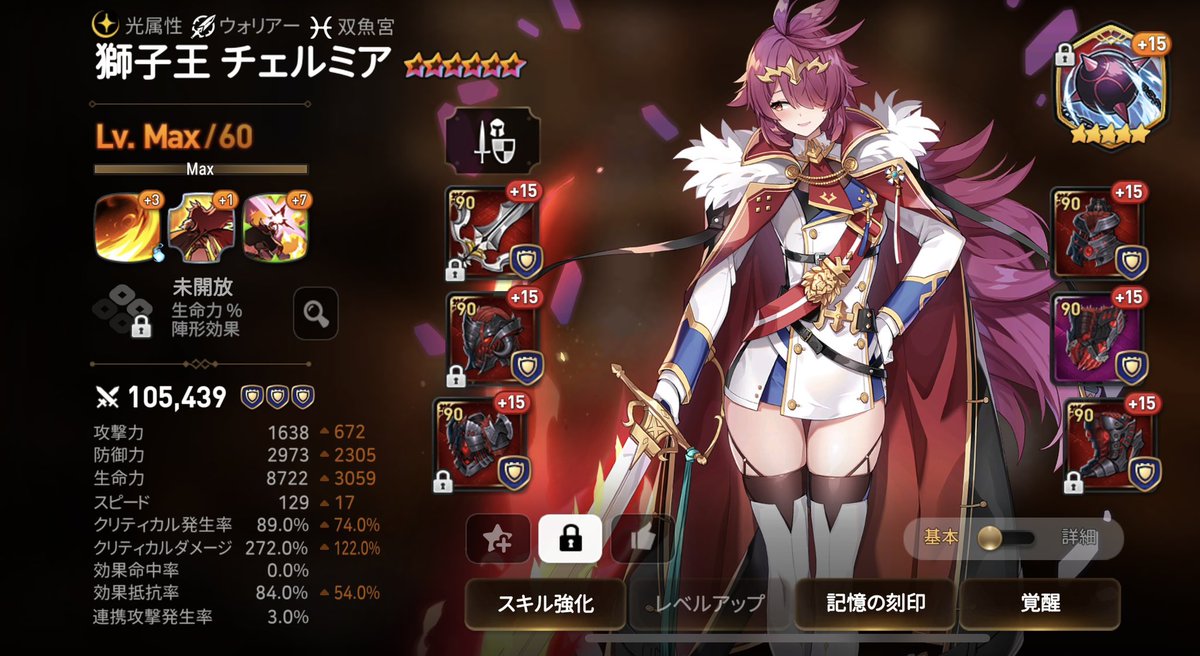 光属性 ウォリアー 双魚宮
獅子王 チェルミア
Lv. Max/60
Max
+3 +1 +7
未開放
生命力%
陣形効果
105,439
攻撃力 1638 672
防御力 2973 2305
生命力 8722 3059
スピード 129 17
クリティカル発生率 89.0% 74.0%
クリティカルダメージ 272.0% 122.0%
効果命中率 0.0%
効果抵抗率 84.0% 54.0%
連携攻撃発生率 3.0%
90 +15
90 +15
90 +15
+15
90 +15
90 +15
90 +15
基本 詳細
スキル強化
レベルアップ
記憶の刻印
覚醒